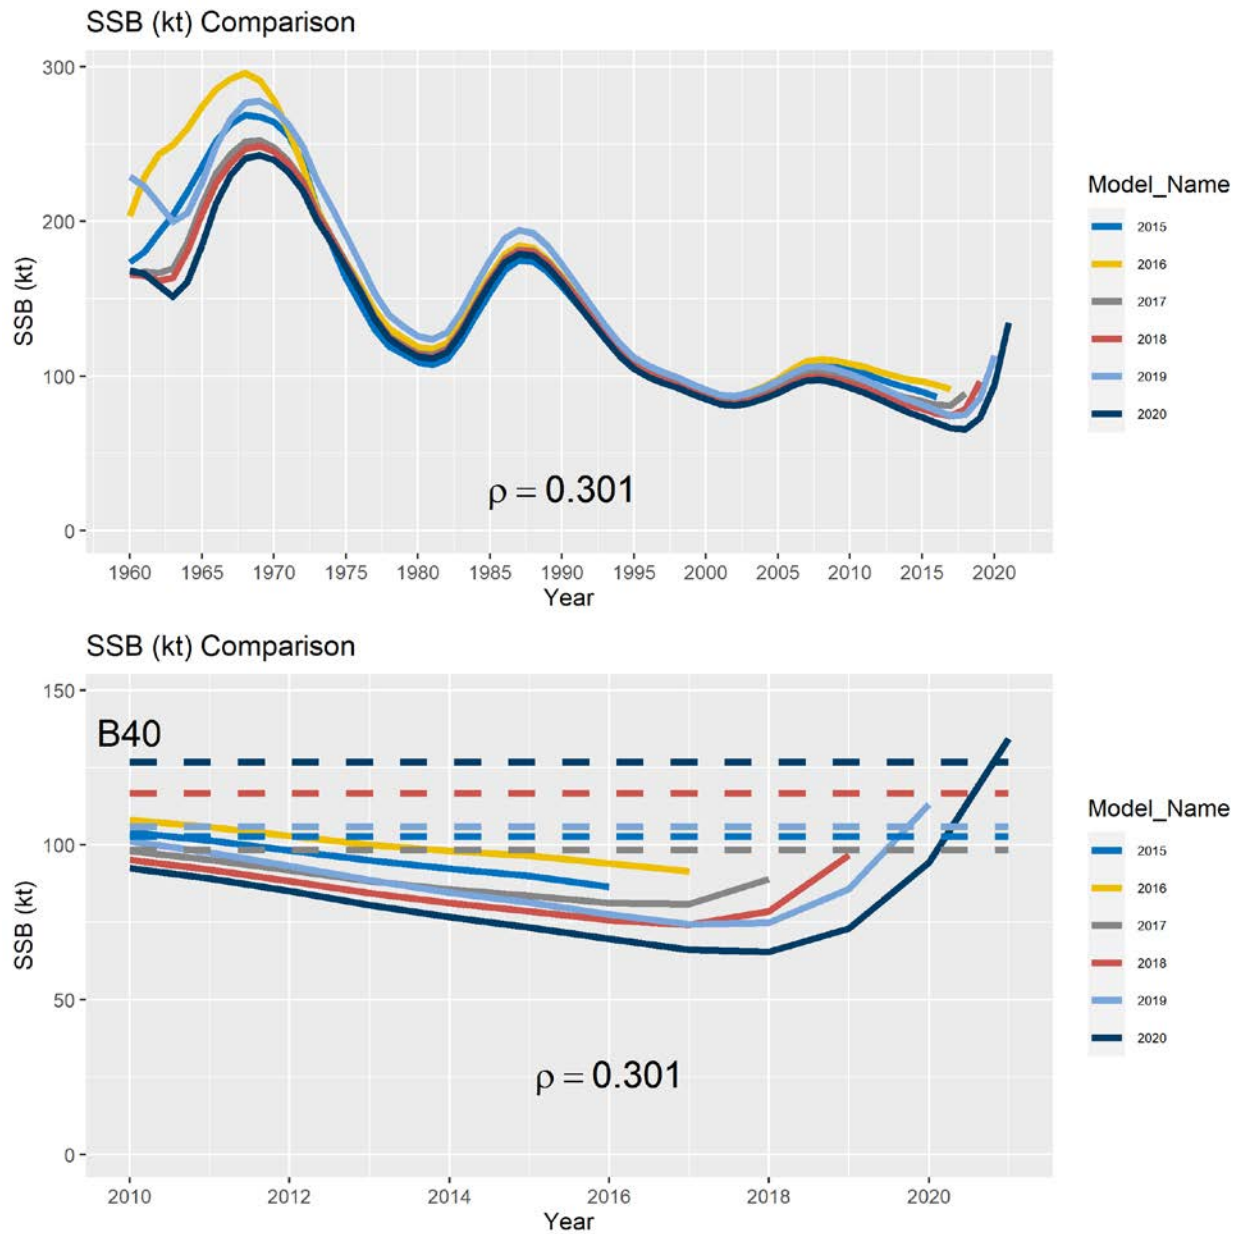 SSB (kt) Comparison
300
200
100
0
SSB (kt)
ρ = 0.301
1960 1965 1970 1975 1980 1985 1990 1995 2000 2005 2010 2015 2020
Year
Model_Name
2015
2016
2017
2018
2019
2020
SSB (kt) Comparison
150
100
50
0
SSB (kt)
B40
ρ = 0.301
2010 2012 2014 2016 2018 2020
Year
Model_Name
2015
2016
2017
2018
2019
2020